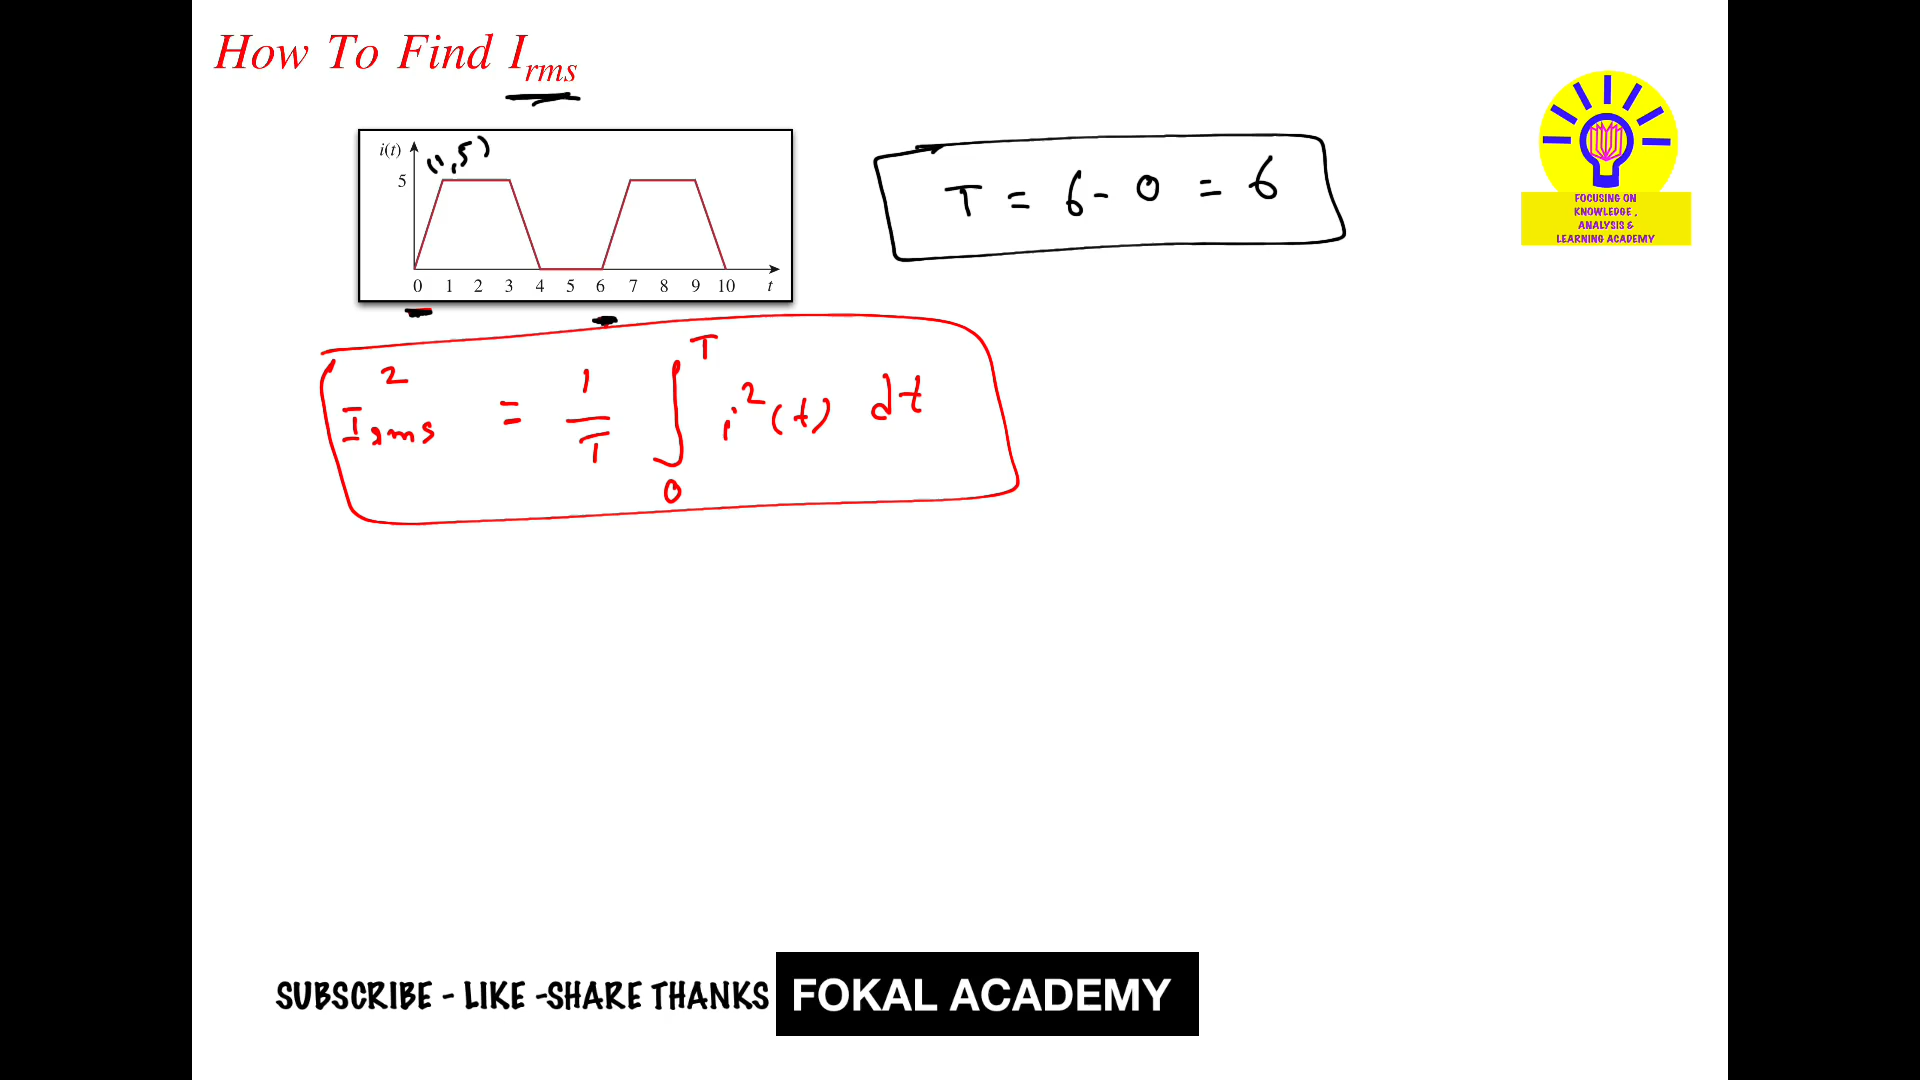 How To Find Irms
i(t)
(1,5)
5
0 1 2 3 4 5 6 7 8 9 10 t
T = 6 - 0 = 6
FOCUSING ON
KNOWLEDGE ,
ANALYSIS &
LEARNING ACADEMY
I²rms = 1/T ∫₀ᵀ i²(t) dt
SUBSCRIBE - LIKE -SHARE THANKS
FOKAL ACADEMY